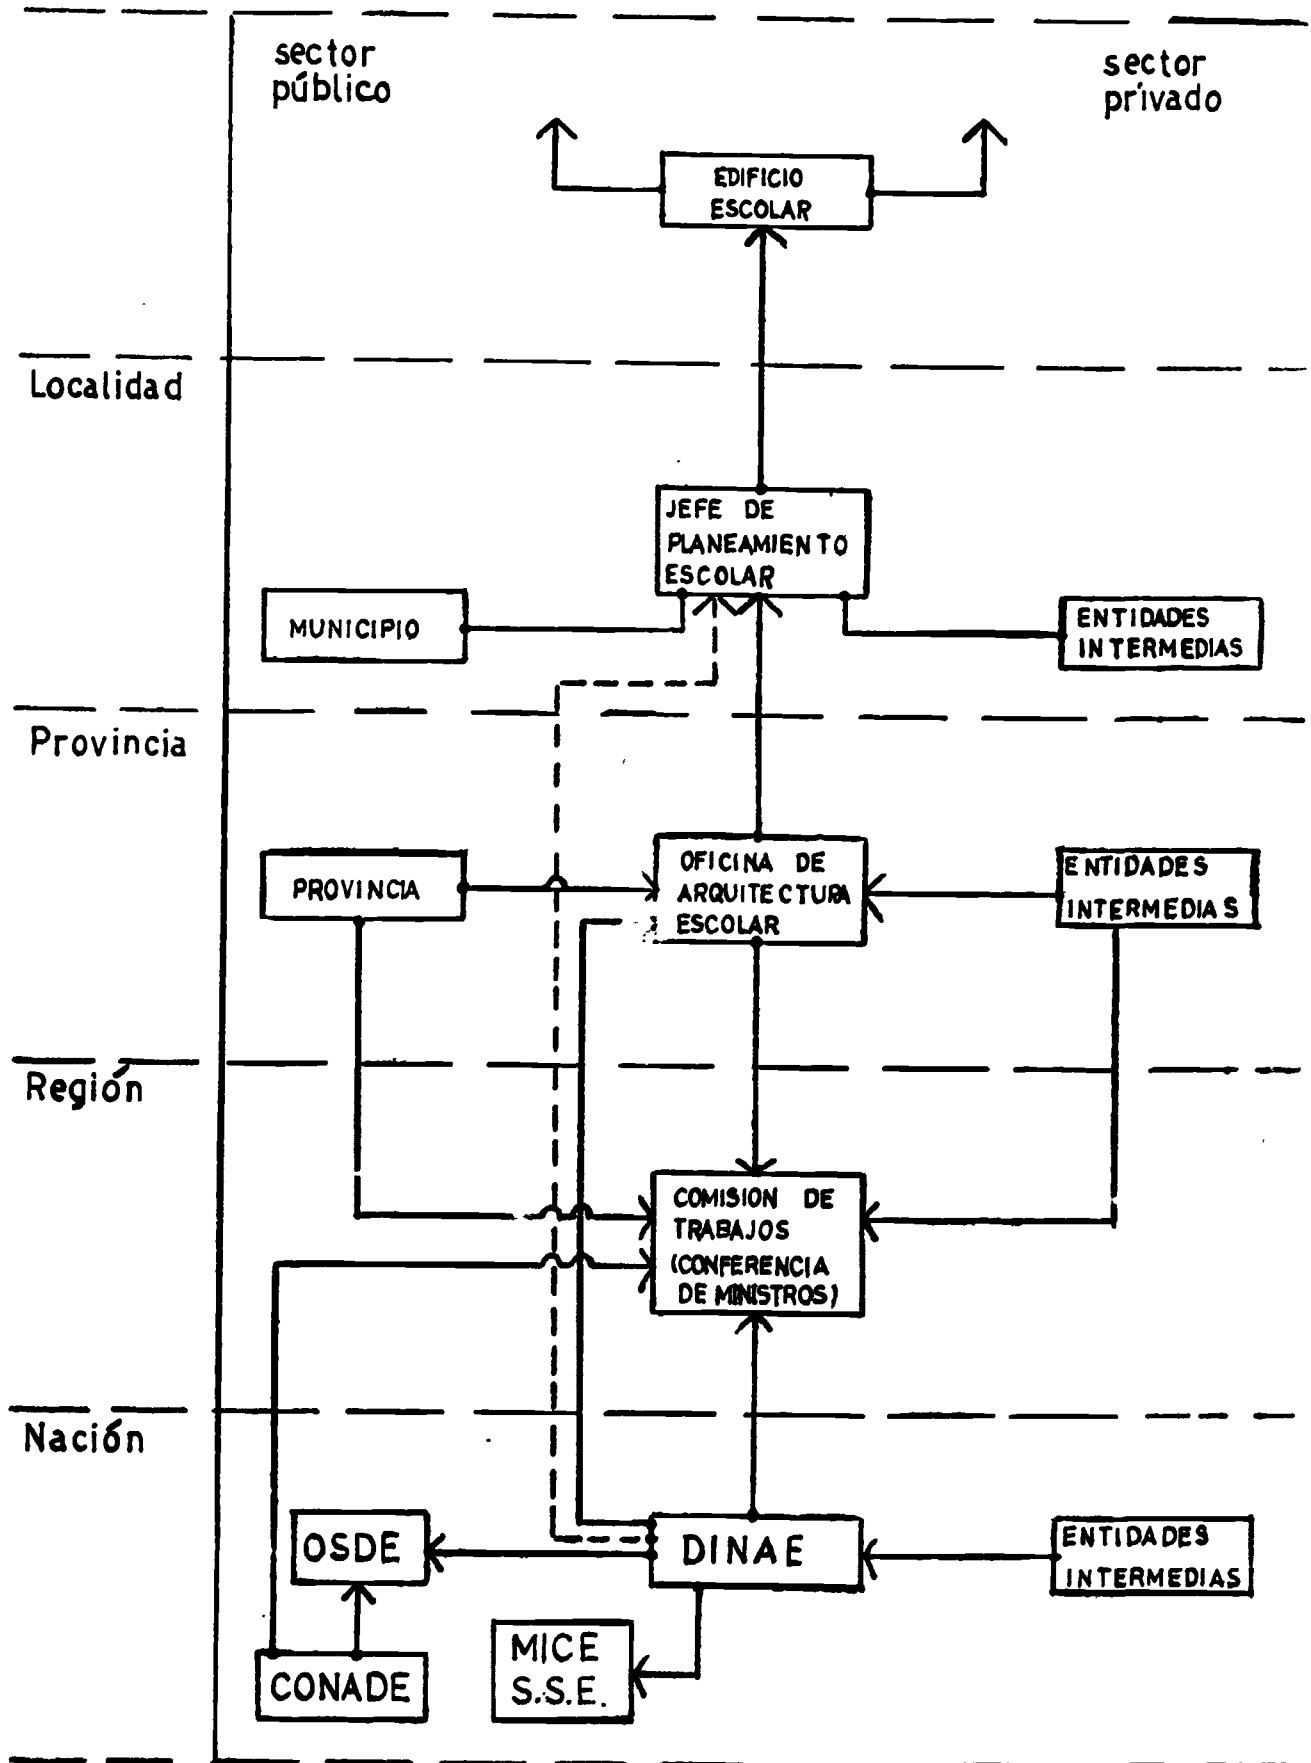 sector
público
sector
privado
EDIFICIO
ESCOLAR
Localidad
JEFE DE
PLANEAMIENTO
ESCOLAR
MUNICIPIO
ENTIDADES
INTERMEDIAS
Provincia
OFICINA DE
ARQUITECTURA
ESCOLAR
PROVINCIA
ENTIDADES
INTERMEDIAS
Región
COMISION DE
TRABAJOS
(CONFERENCIA
DE MINISTROS)
Nación
OSDE
DINAE
ENTIDADES
INTERMEDIAS
MICE
S.S.E.
CONADE